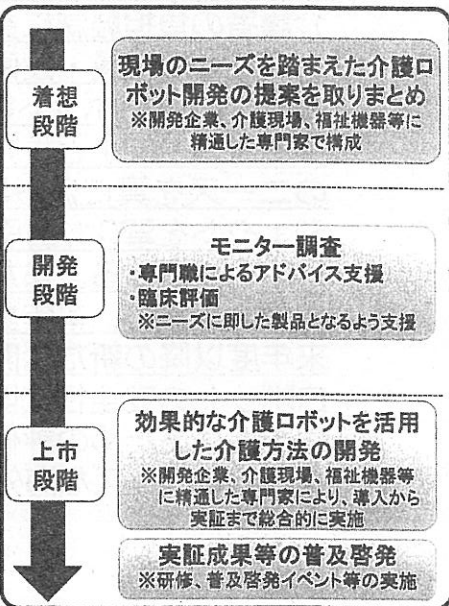 着想
段階
現場のニーズを踏まえた介護ロ
ボット開発の提案を取りまとめ
※開発企業、介護現場、福祉機器等に
精通した専門家で構成
開発
段階
モニター調査
・専門職によるアドバイス支援
・臨床評価
※ニーズに即した製品となるよう支援
上市
段階
効果的な介護ロボットを活用
した介護方法の開発
※開発企業、介護現場、福祉機器等
に精通した専門家により、導入から
実証まで総合的に実施
実証成果等の普及啓発
※研修、普及啓発イベント等の実施